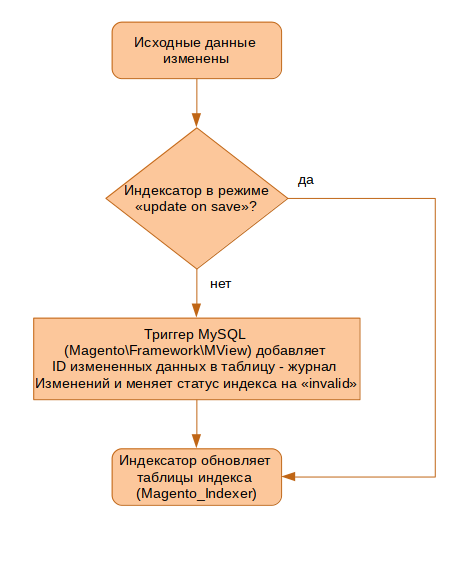 Исходные данные
изменены
Индексатор в режиме
«update on save»?
да
нет
Триггер MySQL
(Magento\Framework\MView) добавляет
ID измененных данных в таблицу - журнал
Изменений и меняет статус индекса на «invalid»
Индексатор обновляет
таблицы индекса
(Magento_Indexer)